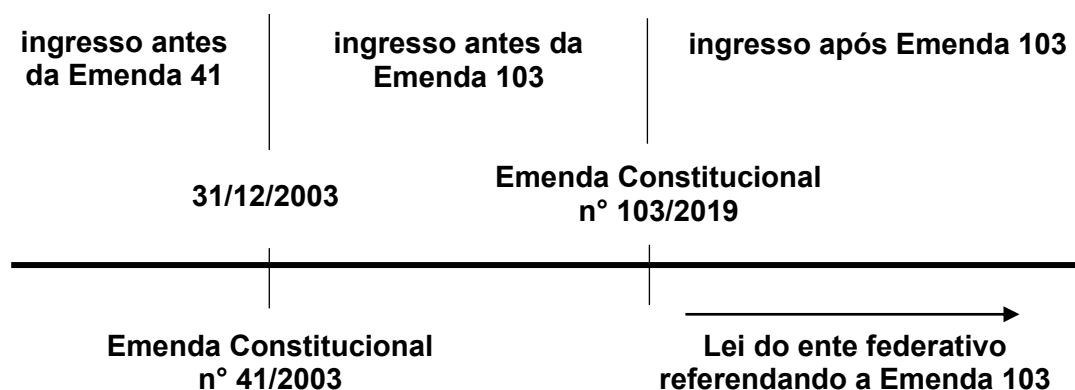 ingresso antes
da Emenda 41
ingresso antes da
Emenda 103
ingresso após Emenda 103
31/12/2003
Emenda Constitucional
n° 103/2019
Emenda Constitucional
n° 41/2003
Lei do ente federativo
referendando a Emenda 103